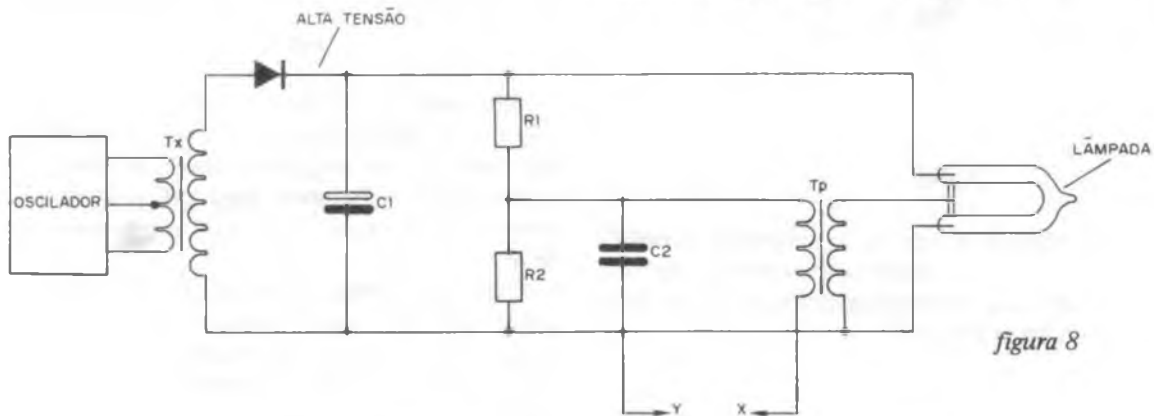 ALTA TENSÃO
Tx
R1
LÂMPADA
Tp
OSCILADOR
C1
C2
R2
figura 8
Y
X